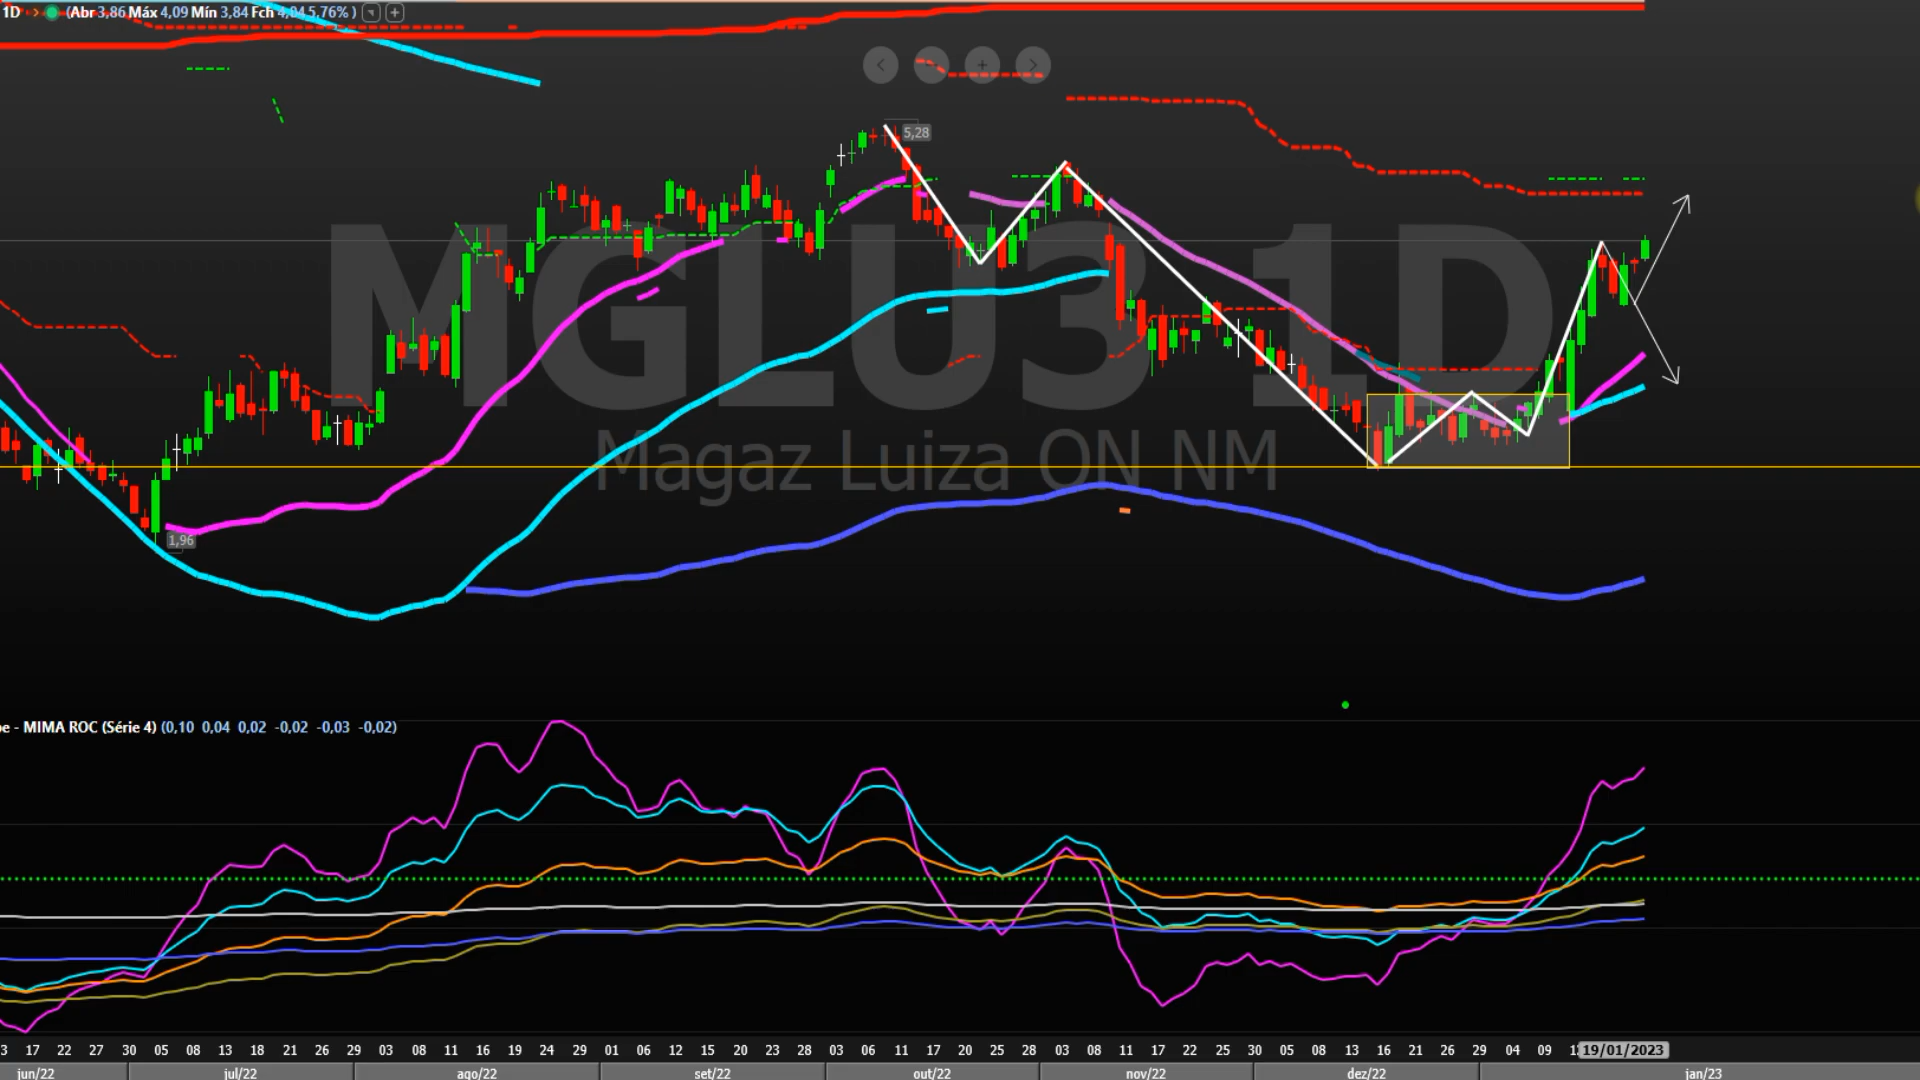 1D (Abr 3,86 Máx 4,09 Mín 3,84 Fch 4,04 5,76% )
5,28
MGLU3 1D
Magaz Luiza ON NM
1,96
pe - MIMA ROC (Série 4) (0,10 0,04 0,02 -0,02 -0,03 -0,02)
3 17 22 27 30 05 08 13 18 21 26 29 03 08 11 16 19 24 29 01 06 12 15 20 23 28 03 06 11 17 20 25 28 03 08 11 17 22 25 30 05 08 13 16 21 26 29 04 09 19/01/2023
jun/22 jul/22 ago/22 set/22 out/22 nov/22 dez/22 jan/23